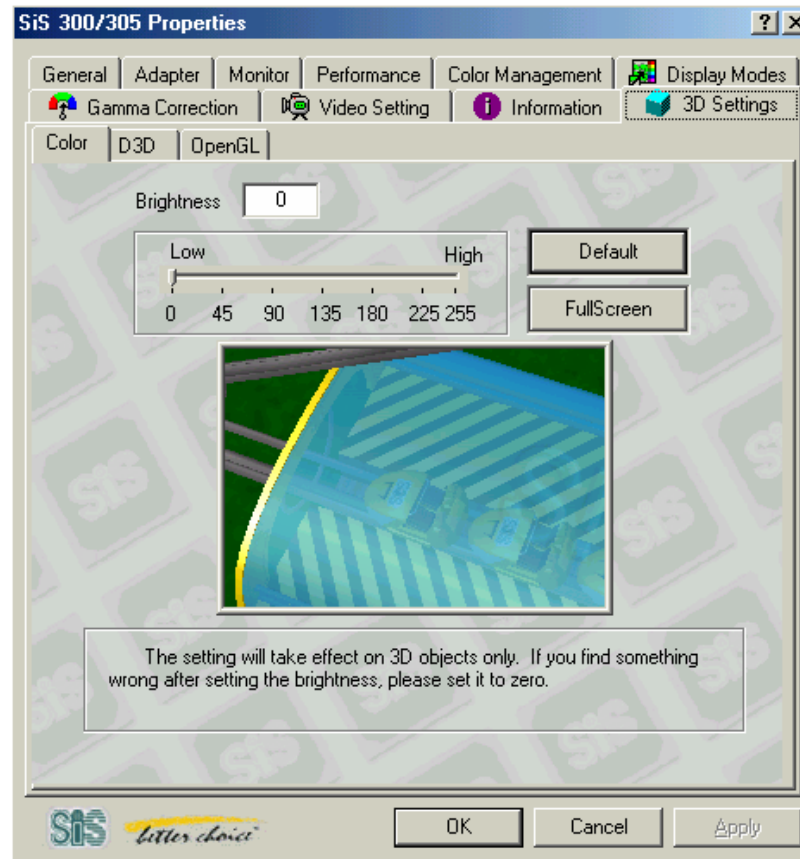 SiS 300/305 Properties
General Adapter Monitor Performance Color Management Display Modes
Gamma Correction Video Setting Information 3D Settings
Color D3D OpenGL
Brightness 0
Low High Default
0 45 90 135 180 225 255 FullScreen
The setting will take effect on 3D objects only. If you find something
wrong after setting the brightness, please set it to zero.
SiS better choice OK Cancel Apply